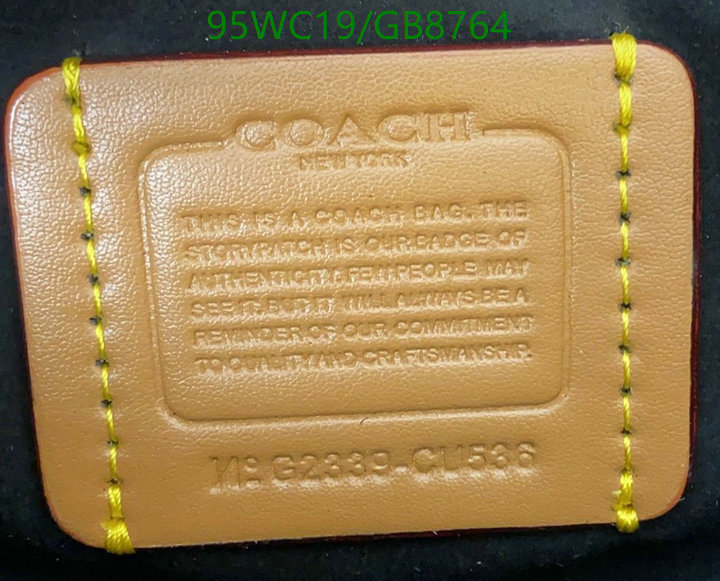 95WC19/GB8764
COACH
NEW YORK
THIS IS A COACH BAG. THE
STORYPATCH IS OUR BADGE OF
AUTHENTICITY. FEW PEOPLE MAY
SEE IT, BUT IT WILL ALWAYS BE A
REMINDER OF OUR COMMITMENT
TO QUALITY AND CRAFTSMANSHIP.
Nº G2339-CU536